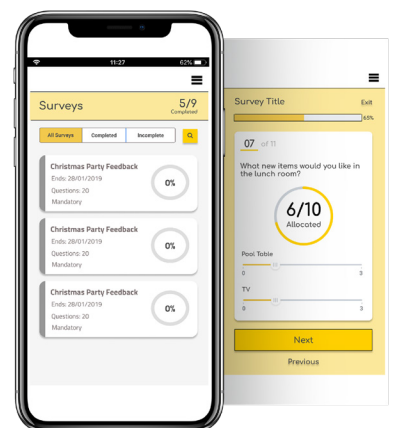 11:27
62%
Surveys
5/9
Completed
All Surveys
Completed
Incomplete
Christmas Party Feedback
Ends: 28/01/2019
Questions: 20
Mandatory
0%
Christmas Party Feedback
Ends: 28/01/2019
Questions: 20
Mandatory
0%
Christmas Party Feedback
Ends: 28/01/2019
Questions: 20
Mandatory
0%
Survey Title
Exit
65%
07 of 11
What new items would you like in
the lunch room?
6/10
Allocated
Pool Table
0 3
TV
0 3
Next
Previous